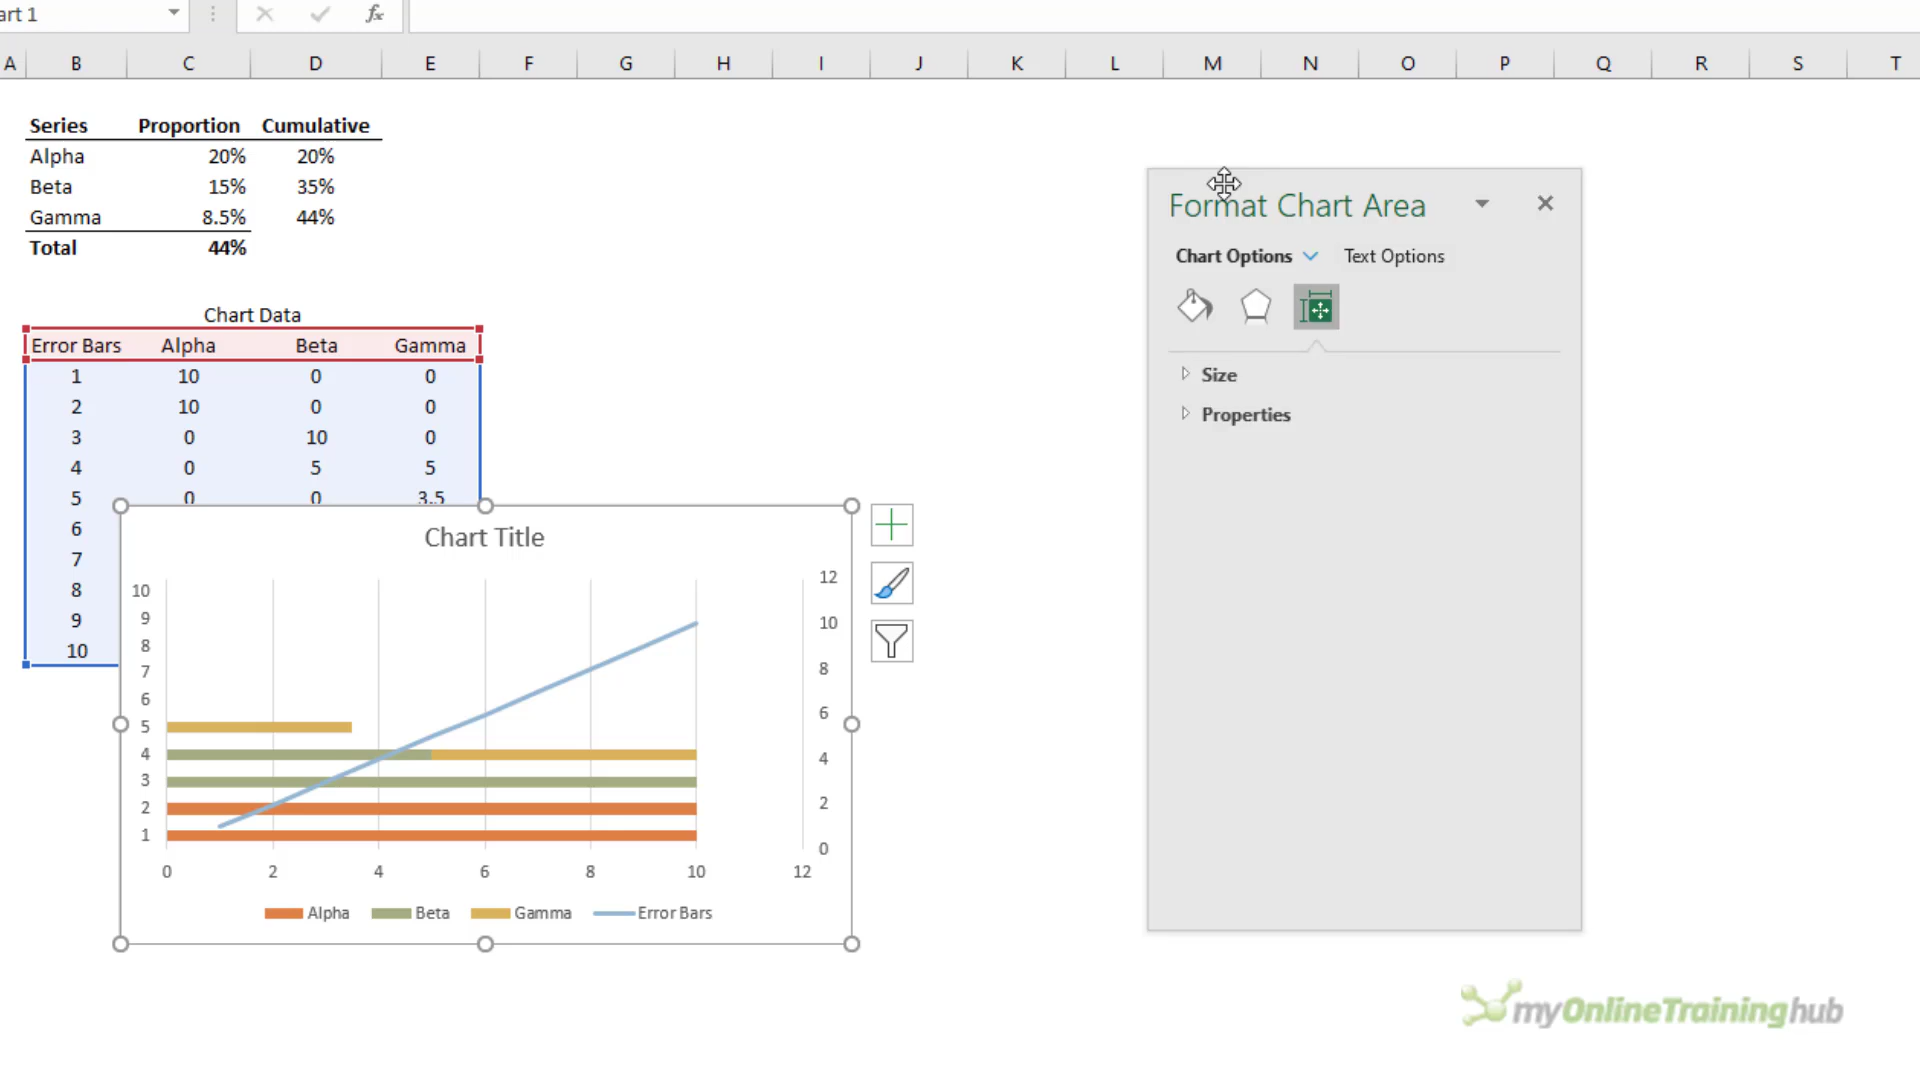 art 1
fx
A B C D E F G H I J K L M N O P Q R S T
Series Proportion Cumulative
Alpha 20% 20%
Beta 15% 35%
Gamma 8.5% 44%
Total 44%
Chart Data
Error Bars Alpha Beta Gamma
1 10 0 0
2 10 0 0
3 0 10 0
4 0 5 5
5 0 0 3.5
6
7
8
9
10
Chart Title
10
9
8
7
6
5
4
3
2
1
12
10
8
6
4
2
0
0 2 4 6 8 10 12
Alpha Beta Gamma Error Bars
Format Chart Area
Chart Options Text Options
Size
Properties
myOnlineTraininghub